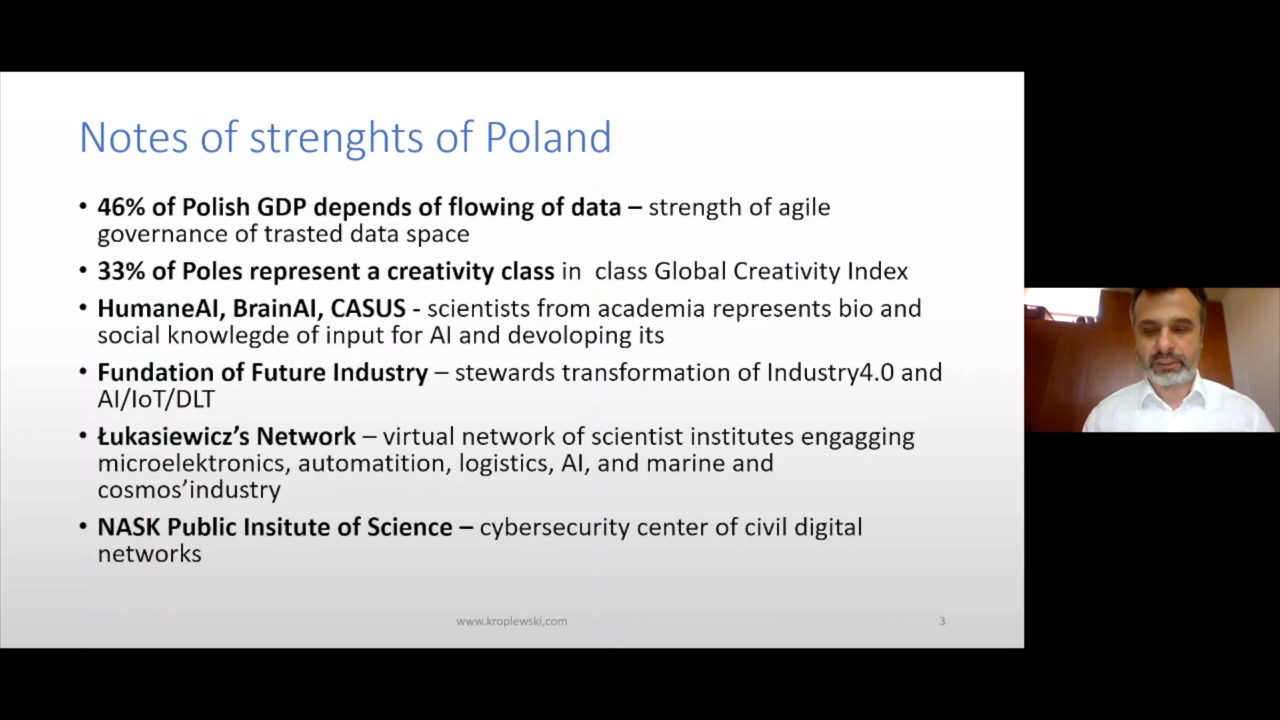 Notes of strenghts of Poland
• 46% of Polish GDP depends of flowing of data – strength of agile
governance of trasted data space
• 33% of Poles represent a creativity class in  class Global Creativity Index
• HumaneAI, BrainAI, CASUS - scientists from academia represents bio and
social knowlegde of input for AI and devoloping its
• Fundation of Future Industry – stewards transformation of Industry4.0 and
AI/IoT/DLT
• Łukasiewicz’s Network – virtual network of scientist institutes engagging
microelektronics, automatition, logistics, AI, and marine and
cosmos’industry
• NASK Public Insitute of Science – cybersecurity center of civil digital
networks
www.kroplewski,com
3